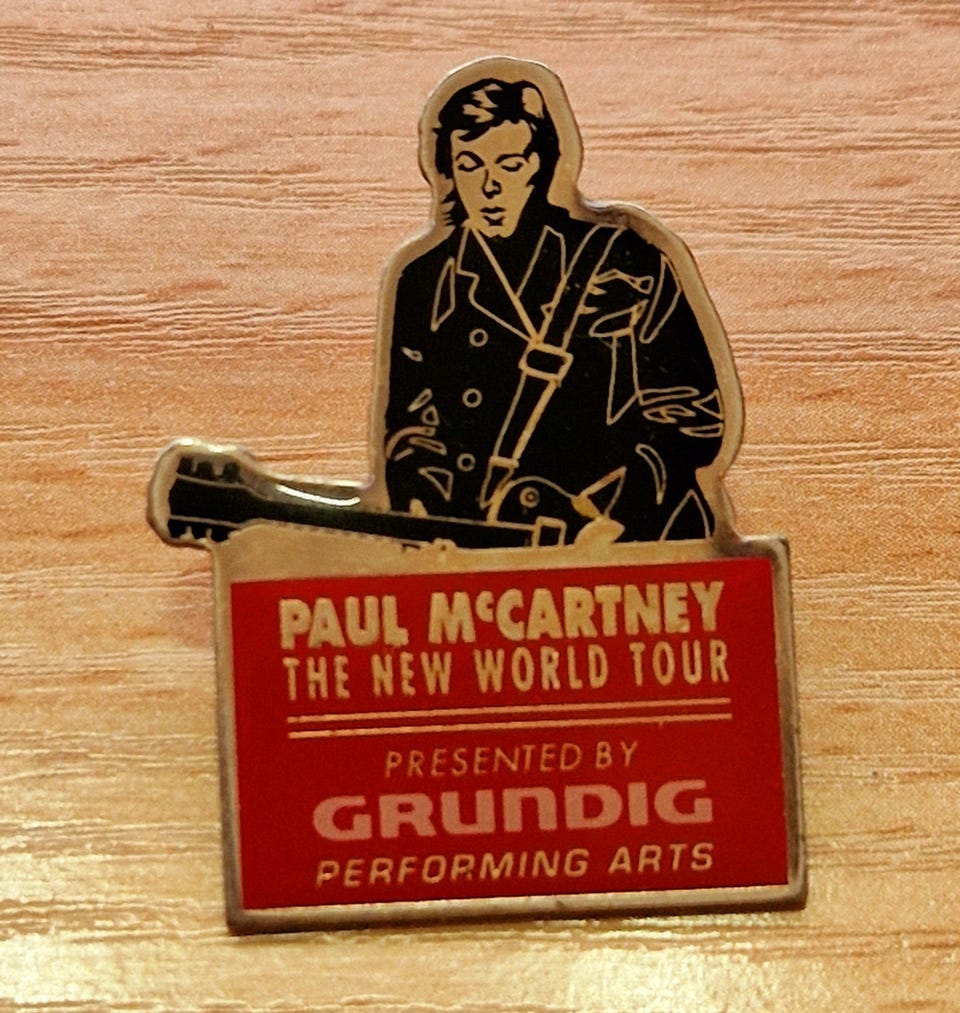 PAUL McCARTNEY
THE NEW WORLD TOUR
PRESENTED BY
GRUNDIG
PERFORMING ARTS